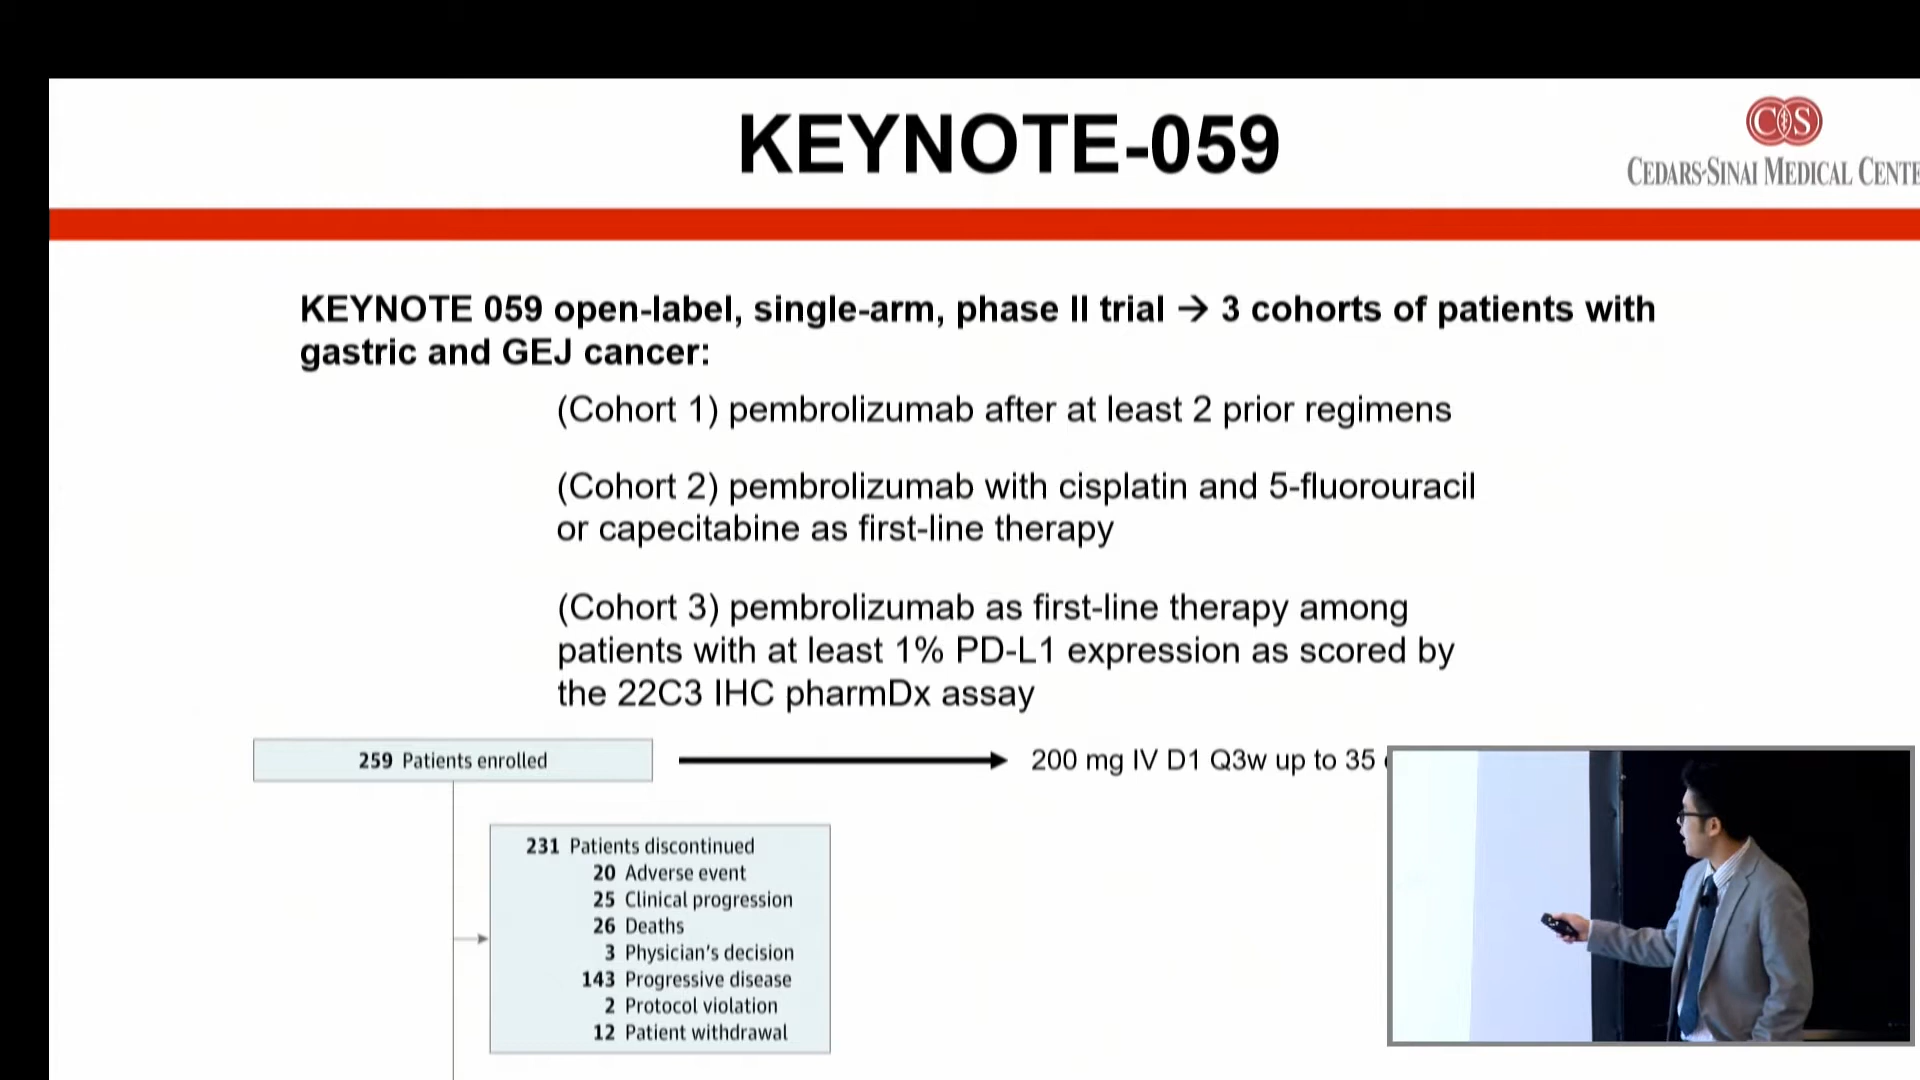 KEYNOTE-059
CS
CEDARS-SINAI MEDICAL CENTE
KEYNOTE 059 open-label, single-arm, phase II trial → 3 cohorts of patients with
gastric and GEJ cancer:
(Cohort 1) pembrolizumab after at least 2 prior regimens
(Cohort 2) pembrolizumab with cisplatin and 5-fluorouracil
or capecitabine as first-line therapy
(Cohort 3) pembrolizumab as first-line therapy among
patients with at least 1% PD-L1 expression as scored by
the 22C3 IHC pharmDx assay
259 Patients enrolled
200 mg IV D1 Q3w up to 35
231 Patients discontinued
20 Adverse event
25 Clinical progression
26 Deaths
3 Physician's decision
143 Progressive disease
2 Protocol violation
12 Patient withdrawal